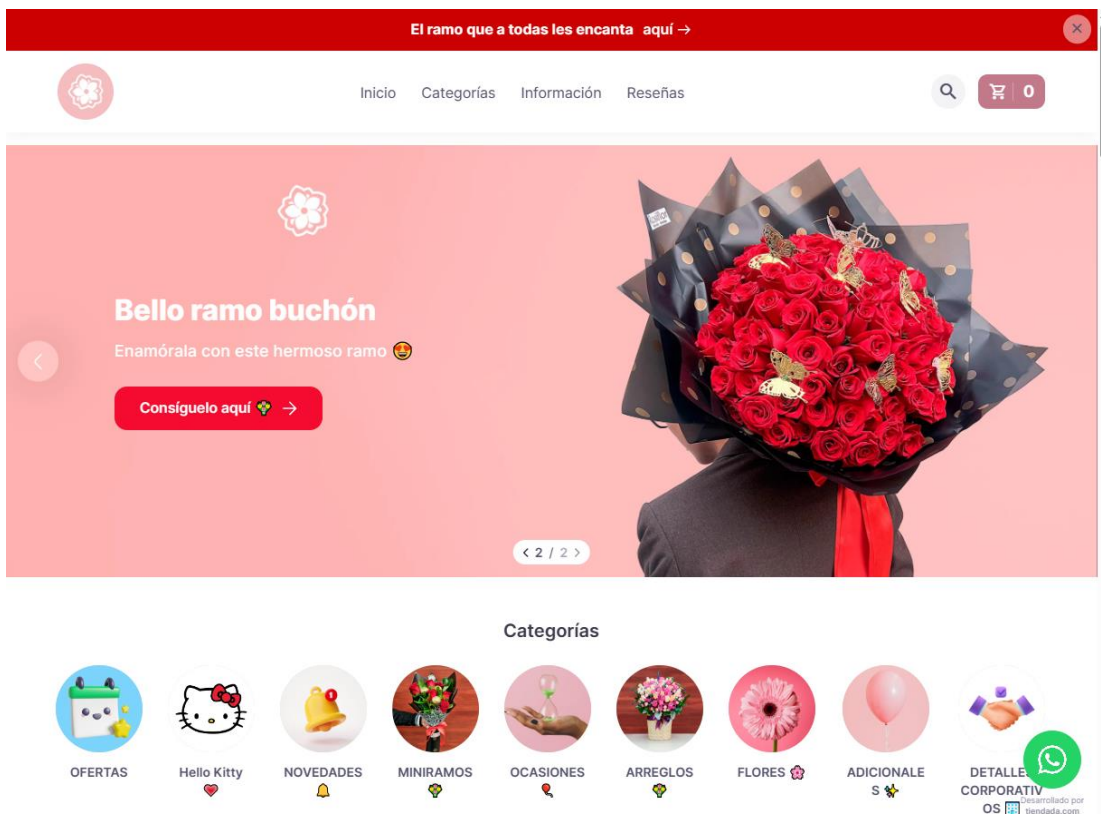 El ramo que a todas les encanta aquí →
Inicio Categorías Información Reseñas
0
Bello ramo buchón
Enamórala con este hermoso ramo 😍
Consíguelo aquí 💐 →
< 2 / 2 >
Categorías
OFERTAS
Hello Kitty
💗
NOVEDADES
🔔
MINIRAMOS
💐
OCASIONES
🎈
ARREGLOS
💐
FLORES 🌸
ADICIONALE
S ✨
DETALLES
CORPORATIV
OS 🏢
Desarrollado por
tiendada.com